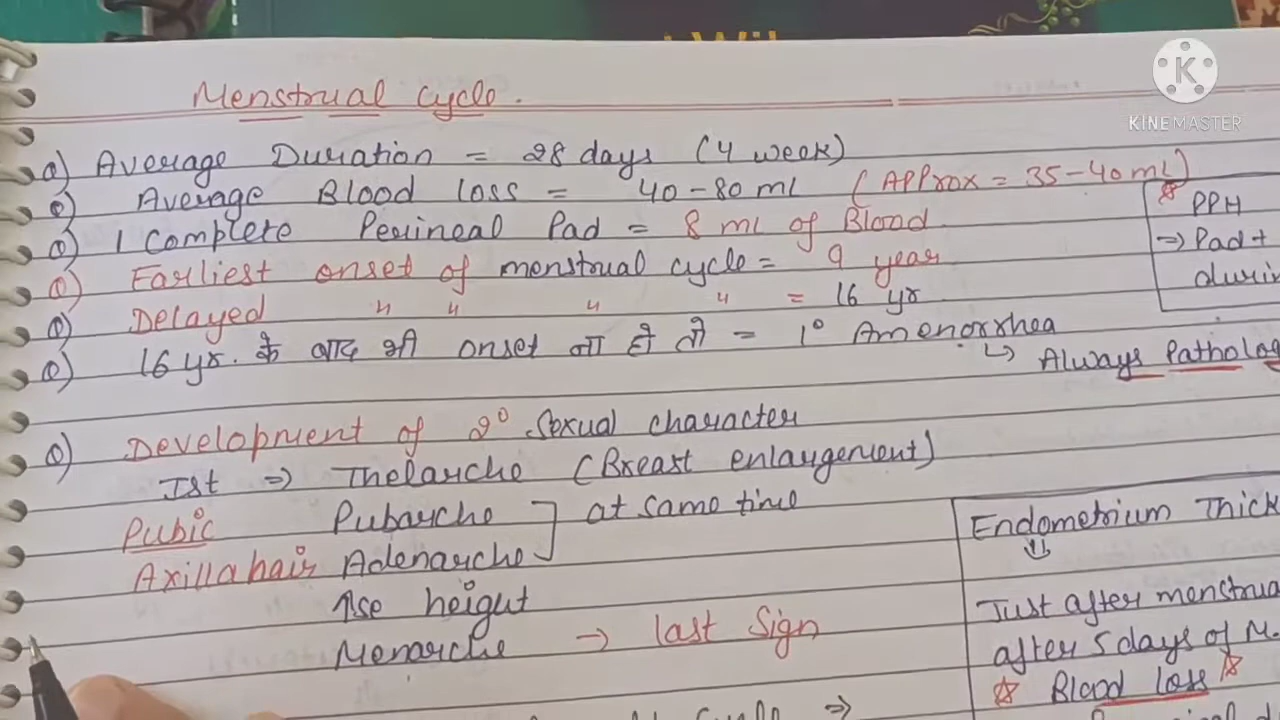 Menstrual Cycle.
KINEMASTER
Average Duration = 28 days (4 week)
Average Blood loss = 40-80 ml (Approx = 35-40 ml)
1 Complete Perineal Pad = 8 ml of Blood
Earliest onset of menstrual cycle = 9 year
Delayed " " " " = 16 yr
16 yr. के बाद भी onset ना हो तो = 1° Amenorrhea
↳ Always Patholog
PPH
⇒ Pad +
durin
Development of 2° Sexual character
Ist ⇒ Thelarche (Breast enlargement)
Pubic Pubarche
Axilla hair Adenarche
at same time
↑se height
Menarche → last Sign
Endometrium Thick
⇓
Just after menstrua
after 5 days of M.
☆ Blood loss ☆
Cycle ⇒